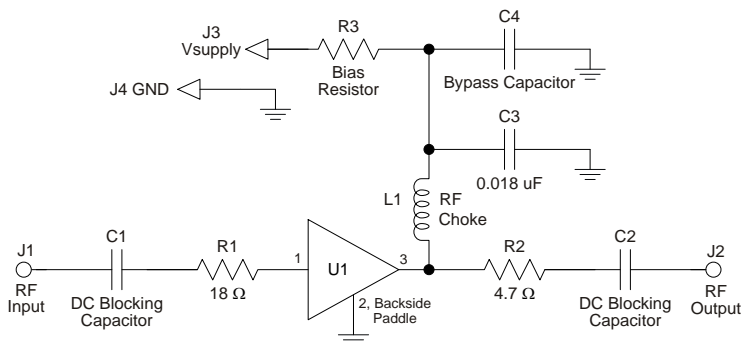 J3
Vsupply
R3
Bias
Resistor
C4
Bypass Capacitor
J4 GND
C3
0.018 uF
L1
RF
Choke
J1
RF
Input
C1
DC Blocking
Capacitor
R1
18 Ω
1
U1
3
2, Backside
Paddle
R2
4.7 Ω
C2
DC Blocking
Capacitor
J2
RF
Output